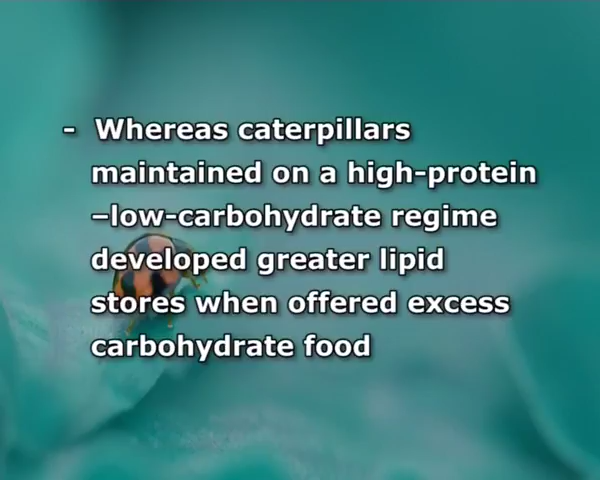 - Whereas caterpillars
maintained on a high-protein
–low-carbohydrate regime
developed greater lipid
stores when offered excess
carbohydrate food